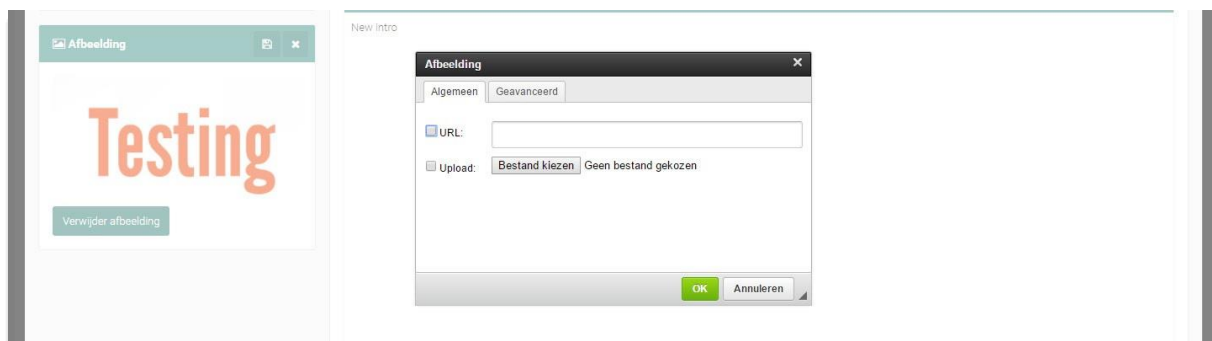 Afbeelding
Testing
Verwijder afbeelding
New Intro
Afbeelding
Algemeen Geavanceerd
URL:
Upload: Bestand kiezen Geen bestand gekozen
OK Annuleren